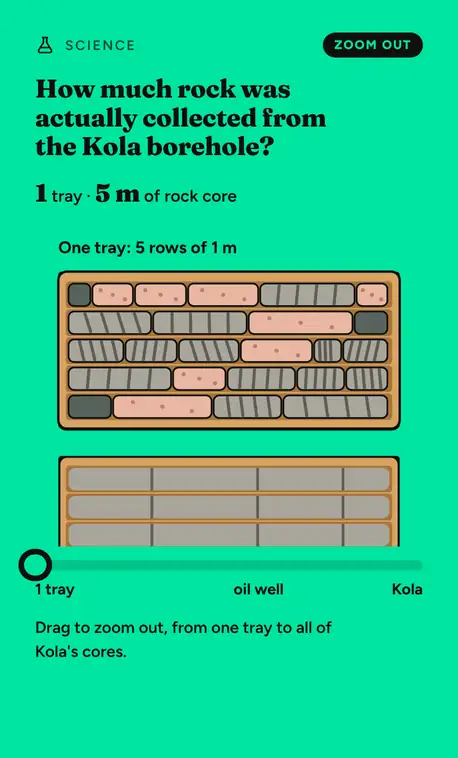 SCIENCE
ZOOM OUT
How much rock was
actually collected from
the Kola borehole?
1 tray · 5 m of rock core
One tray: 5 rows of 1 m
1 tray
oil well
Kola
Drag to zoom out, from one tray to all of
Kola's cores.